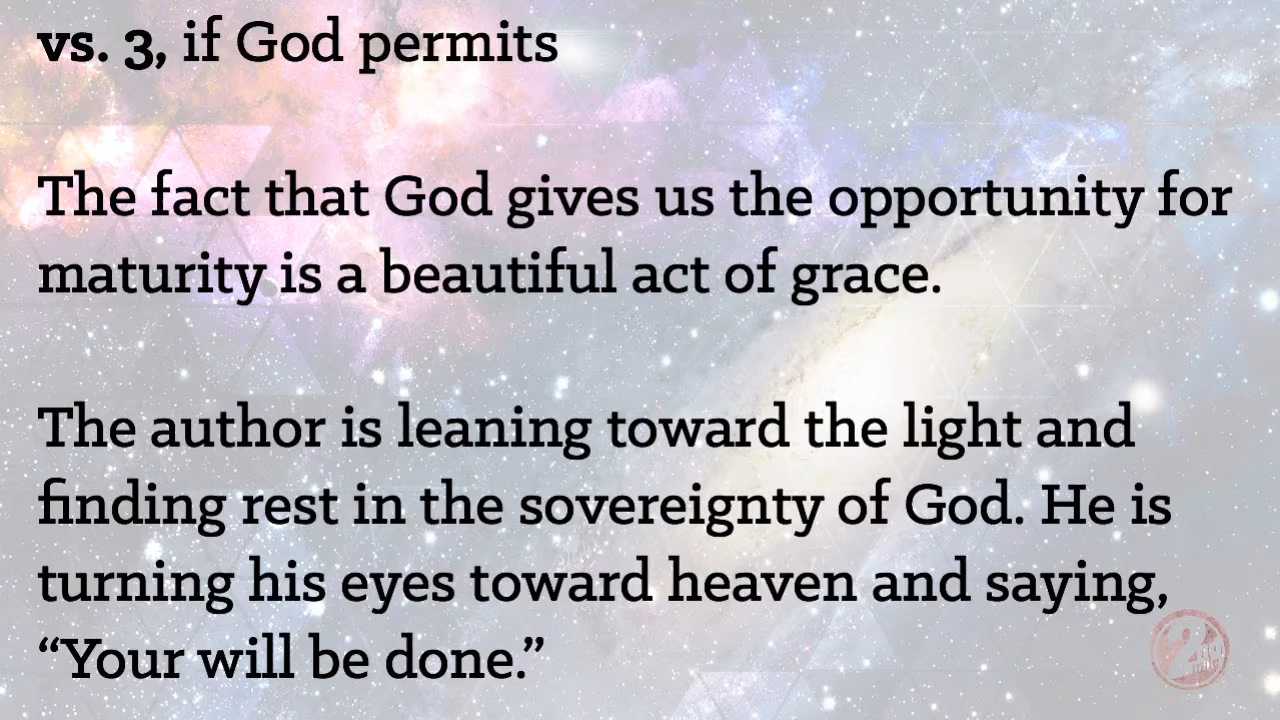 vs. 3, if God permits
The fact that God gives us the opportunity for
maturity is a beautiful act of grace.
The author is leaning toward the light and
finding rest in the sovereignty of God. He is
turning his eyes toward heaven and saying,
“Your will be done.”
2